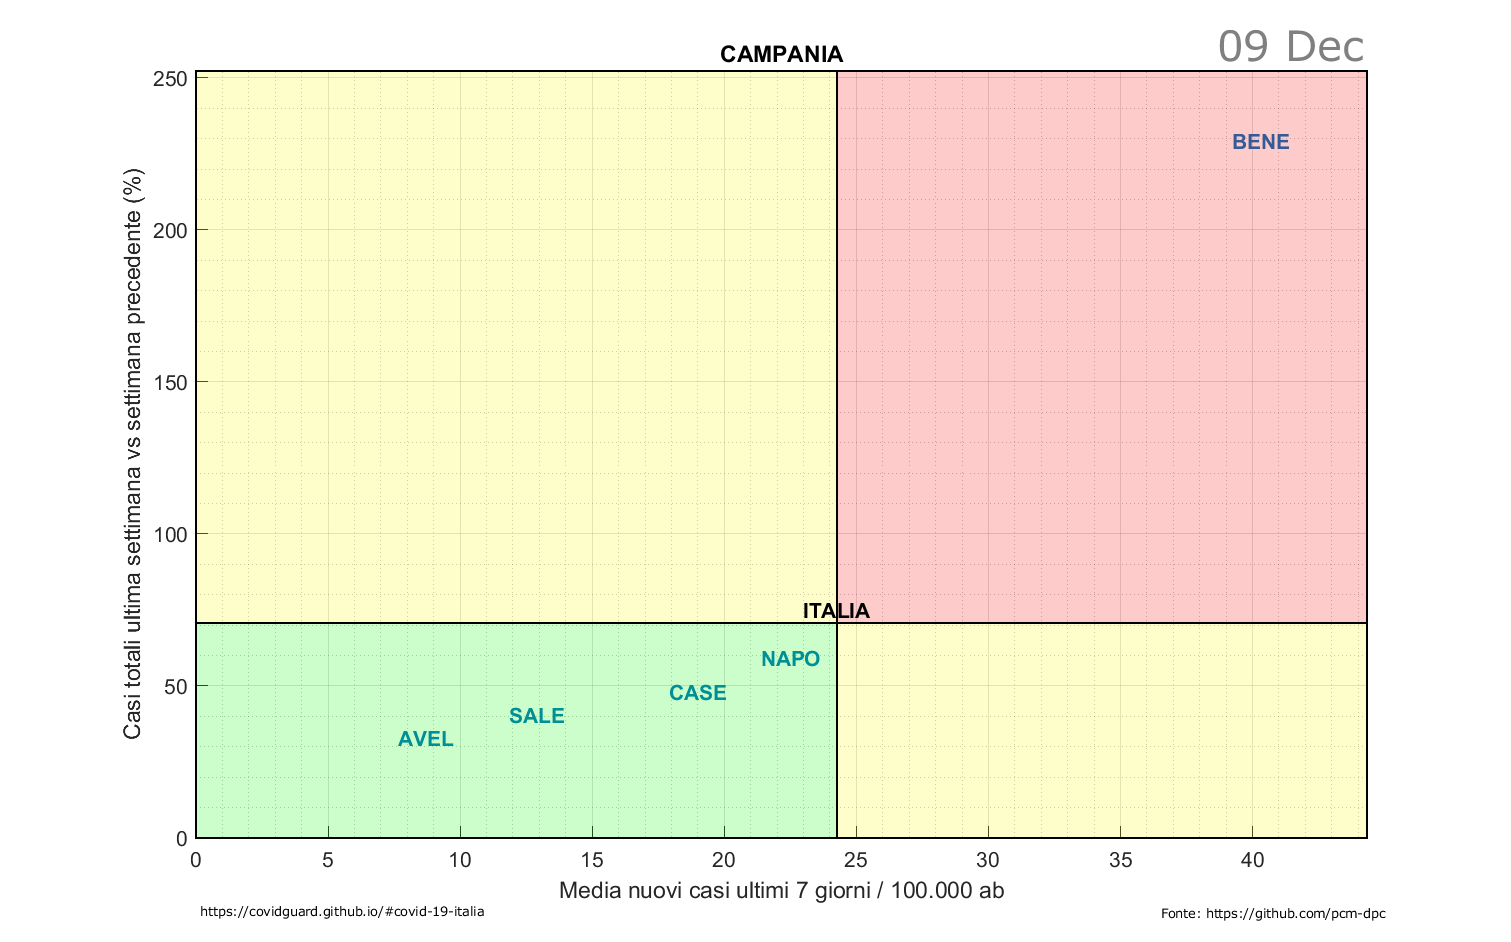 CAMPANIA
09 Dec
Casi totali ultima settimana vs settimana precedente (%)
250
200
150
100
50
0
BENE
ITALIA
NAPO
CASE
SALE
AVEL
0 5 10 15 20 25 30 35 40
Media nuovi casi ultimi 7 giorni / 100.000 ab
https://covidguard.github.io/#covid-19-italia
Fonte: https://github.com/pcm-dpc